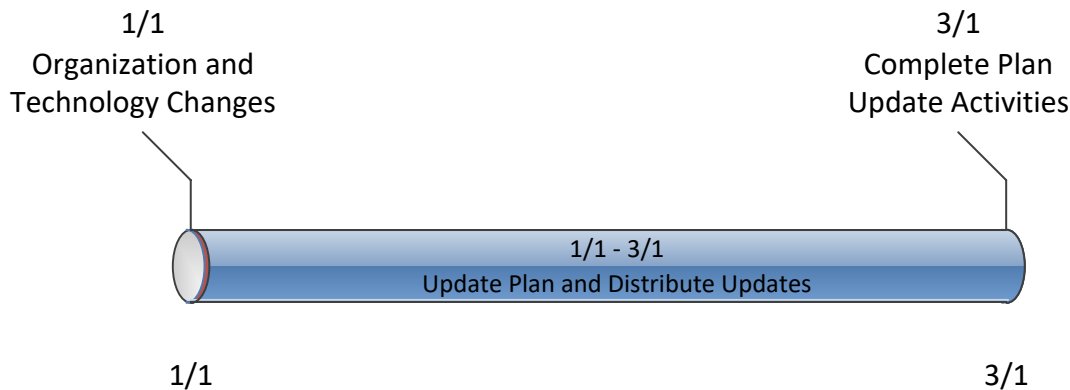 1/1
Organization and
Technology Changes
3/1
Complete Plan
Update Activities
1/1 - 3/1
Update Plan and Distribute Updates
1/1
3/1